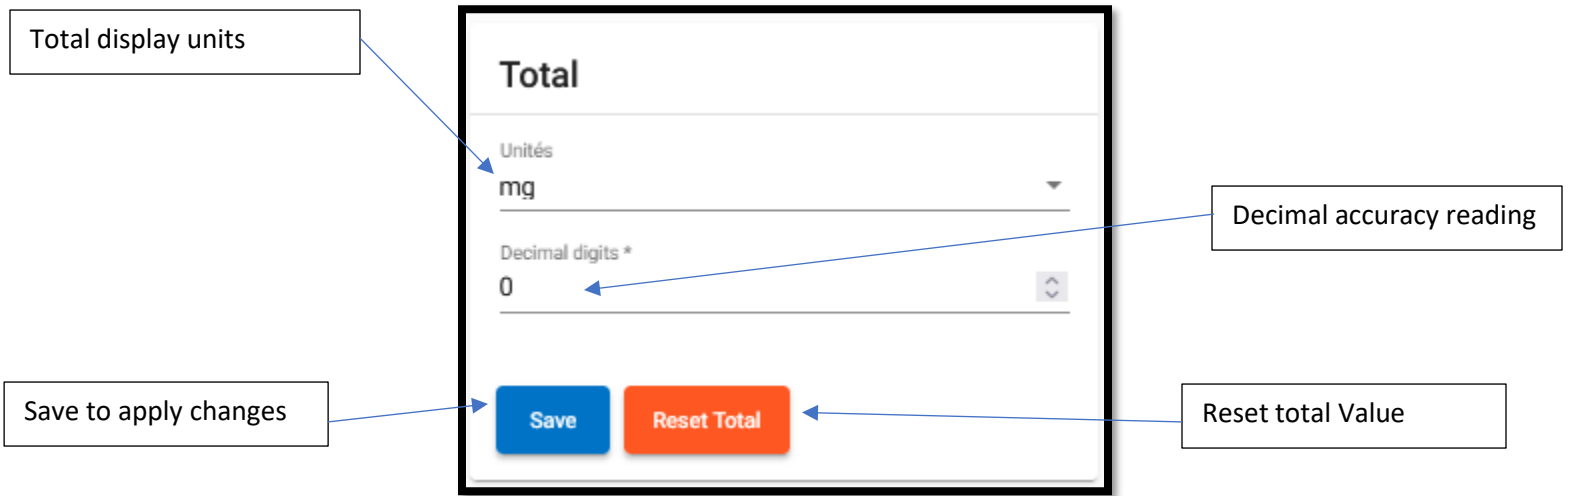 Total display units
Total
Unités
mg
Decimal accuracy reading
Decimal digits *
0
Save to apply changes
Save
Reset Total
Reset total Value